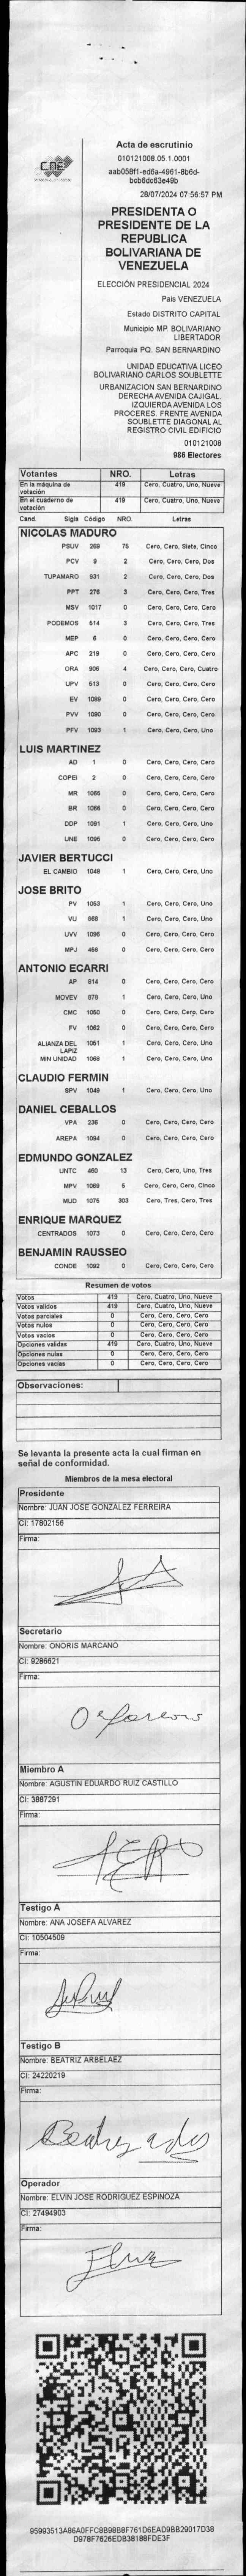 CNE
Acta de escrutinio
010121008.05.1.0001
aab058f1-ed6a-4961-8b6d-
bcb6dc63e49b
28/07/2024 07:56:57 PM
PRESIDENTA O
PRESIDENTE DE LA
REPUBLICA
BOLIVARIANA DE
VENEZUELA
ELECCIÓN PRESIDENCIAL 2024
Pais VENEZUELA
Estado DISTRITO CAPITAL
Municipio MP. BOLIVARIANO
LIBERTADOR
Parroquia PQ. SAN BERNARDINO
UNIDAD EDUCATIVA LICEO
BOLIVARIANO CARLOS SOUBLETTE
URBANIZACION SAN BERNARDINO
DERECHA AVENIDA CAJIGAL.
IZQUIERDA AVENIDA LOS
PROCERES. FRENTE AVENIDA
SOUBLETTE DIAGONAL AL
REGISTRO CIVIL EDIFICIO
010121008
986 Electores
Votantes NRO. Letras
En la máquina de votación 419 Cero, Cuatro, Uno, Nueve
En el cuaderno de votación 419 Cero, Cuatro, Uno, Nueve
Cand. Sigla Código NRO. Letras
NICOLAS MADURO
PSUV 269 75 Cero, Cero, Siete, Cinco
PCV 9 2 Cero, Cero, Cero, Dos
TUPAMARO 931 2 Cero, Cero, Cero, Dos
PPT 276 3 Cero, Cero, Cero, Tres
MSV 1017 0 Cero, Cero, Cero, Cero
PODEMOS 514 3 Cero, Cero, Cero, Tres
MEP 6 0 Cero, Cero, Cero, Cero
APC 219 0 Cero, Cero, Cero, Cero
ORA 906 4 Cero, Cero, Cero, Cuatro
UPV 513 0 Cero, Cero, Cero, Cero
EV 1089 0 Cero, Cero, Cero, Cero
PVV 1090 0 Cero, Cero, Cero, Cero
PFV 1093 1 Cero, Cero, Cero, Uno
LUIS MARTINEZ
AD 1 0 Cero, Cero, Cero, Cero
COPEI 2 0 Cero, Cero, Cero, Cero
MR 0 Cero, Cero, Cero, Cero
BR 0 Cero, Cero, Cero, Cero
DDP 1091 1 Cero, Cero, Cero, Uno
UNE 0 Cero, Cero, Cero, Cero
JAVIER BERTUCCI
EL CAMBIO 1048 1 Cero, Cero, Cero, Uno
JOSE BRITO
PV 1053 1 Cero, Cero, Cero, Uno
VU 668 1 Cero, Cero, Cero, Uno
UVV 0 Cero, Cero, Cero, Cero
MPJ 0 Cero, Cero, Cero, Cero
ANTONIO ECARRI
AP 814 0 Cero, Cero, Cero, Cero
MOVEV 878 1 Cero, Cero, Cero, Uno
CMC 1050 0 Cero, Cero, Cero, Cero
FV 1062 0 Cero, Cero, Cero, Cero
ALIANZA DEL LAPIZ 1051 1 Cero, Cero, Cero, Uno
MIN UNIDAD 1069 1 Cero, Cero, Cero, Uno
CLAUDIO FERMIN
SPV 1049 1 Cero, Cero, Cero, Uno
DANIEL CEBALLOS
VPA 236 0 Cero, Cero, Cero, Cero
AREPA 1094 0 Cero, Cero, Cero, Cero
EDMUNDO GONZALEZ
UNTC 460 13 Cero, Cero, Uno, Tres
MPV 5 Cero, Cero, Cero, Cinco
MUD 1075 303 Cero, Tres, Cero, Tres
ENRIQUE MARQUEZ
CENTRADOS 1073 0 Cero, Cero, Cero, Cero
BENJAMIN RAUSSEO
CONDE 1092 0 Cero, Cero, Cero, Cero
Resumen de votos
Votos 419 Cero, Cuatro, Uno, Nueve
Votos validos 419 Cero, Cuatro, Uno, Nueve
Votos parciales 0 Cero, Cero, Cero, Cero
Votos nulos 0 Cero, Cero, Cero, Cero
Votos vacios 0 Cero, Cero, Cero, Cero
Opciones validas 419 Cero, Cuatro, Uno, Nueve
Opciones nulas 0 Cero, Cero, Cero, Cero
Opciones vacias 0 Cero, Cero, Cero, Cero
Observaciones:
Se levanta la presente acta la cual firman en
señal de conformidad.
Miembros de la mesa electoral
Presidente
Nombre: JUAN JOSE GONZALEZ FERREIRA
CI: 17802156
Firma:
Secretario
Nombre: ONORIS MARCANO
CI: 9286621
Firma:
Miembro A
Nombre: AGUSTIN EDUARDO RUIZ CASTILLO
CI: 3887291
Firma:
Testigo A
Nombre: ANA JOSEFA ALVAREZ
CI: 10504509
Firma:
Testigo B
Nombre: BEATRIZ ARBELAEZ
CI: 24220219
Firma:
Operador
Nombre: ELVIN JOSE RODRIGUEZ ESPINOZA
CI: 27494903
Firma:
95993513A86A0FFC8B98B8F761D6EAD9BB29017D38
D978F7626EDB38188FDE3F